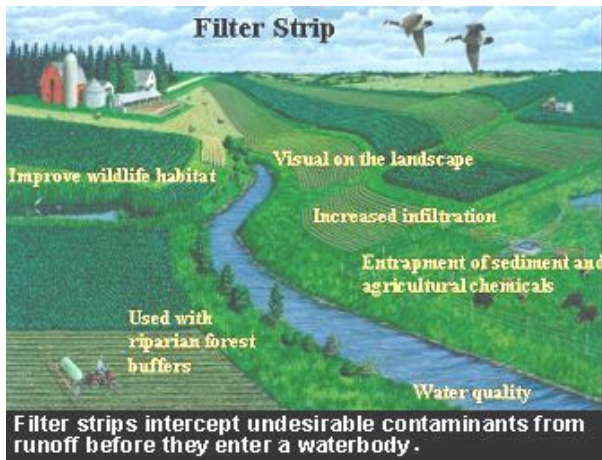 Filter Strip
Visual on the landscape
Improve wildlife habitat
Increased infiltration
Entrapment of sediment and
agricultural chemicals
Used with
riparian forest
buffers
Water quality
Filter strips intercept undesirable contaminants from
runoff before they enter a waterbody.